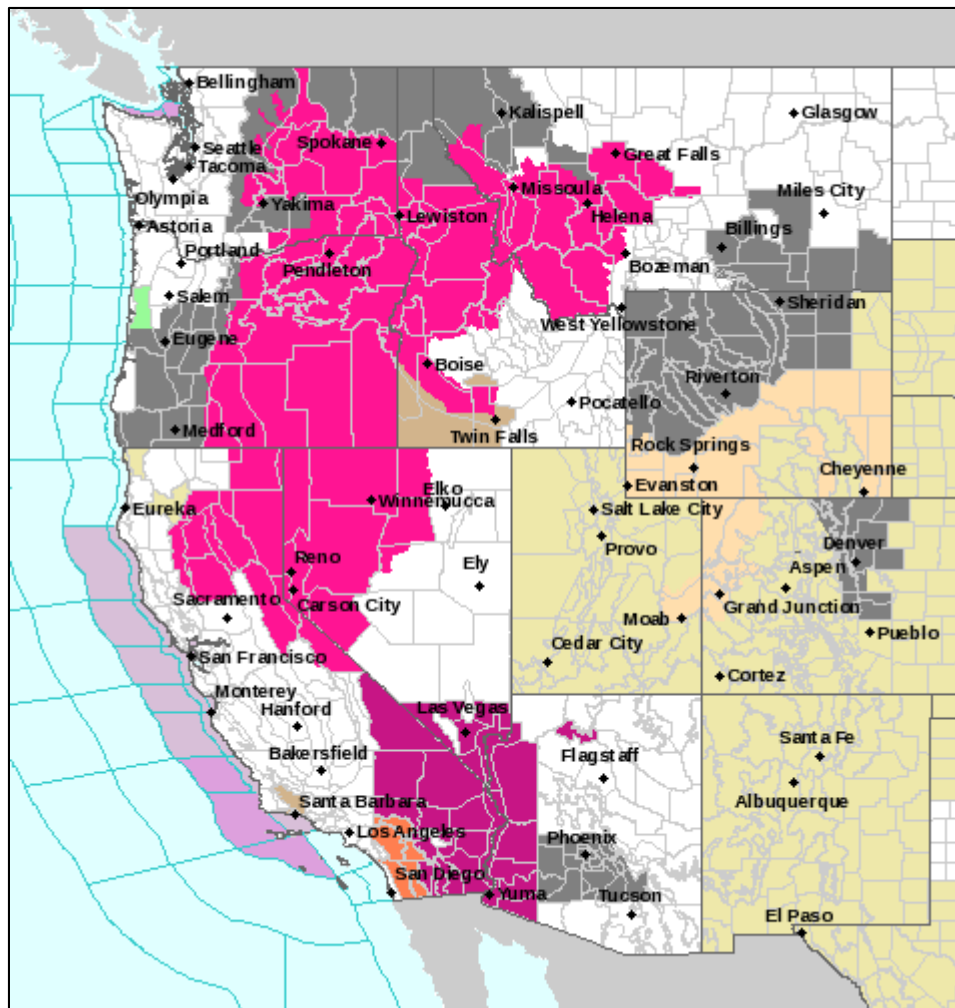 Bellingham
Kalispell
Glasgow
Seattle
Spokane
Great Falls
Tacoma
Missoula
Miles City
Olympia
Yakima
Lewiston
Helena
Astoria
Billings
Portland
Pendleton
Bozeman
Salem
Sheridan
West Yellowstone
Eugene
Boise
Riverton
Pocatello
Medford
Twin Falls
Rock Springs
Cheyenne
Evanston
Elko
Winnemucca
Eureka
Salt Lake City
Provo
Denver
Reno
Ely
Aspen
Sacramento
Carson City
Grand Junction
Moab
Pueblo
Cedar City
San Francisco
Cortez
Monterey
Hanford
Las Vegas
Santa Fe
Bakersfield
Flagstaff
Albuquerque
Santa Barbara
Los Angeles
Phoenix
San Diego
Yuma
Tucson
El Paso